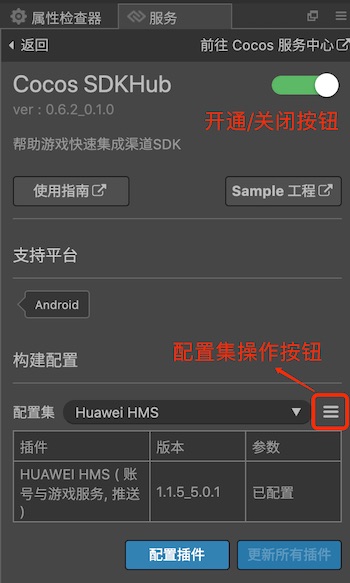 属性检查器
服务
返回
前往 Cocos 服务中心
Cocos SDKHub
ver : 0.6.2_0.1.0
开通/关闭按钮
帮助游戏快速集成渠道SDK
使用指南
Sample 工程
支持平台
Android
构建配置
配置集操作按钮
配置集
Huawei HMS
插件
版本
参数
HUAWEI HMS ( 账
号与游戏服务, 推送
)
1.1.5_5.0.1
已配置
配置插件
更新所有插件